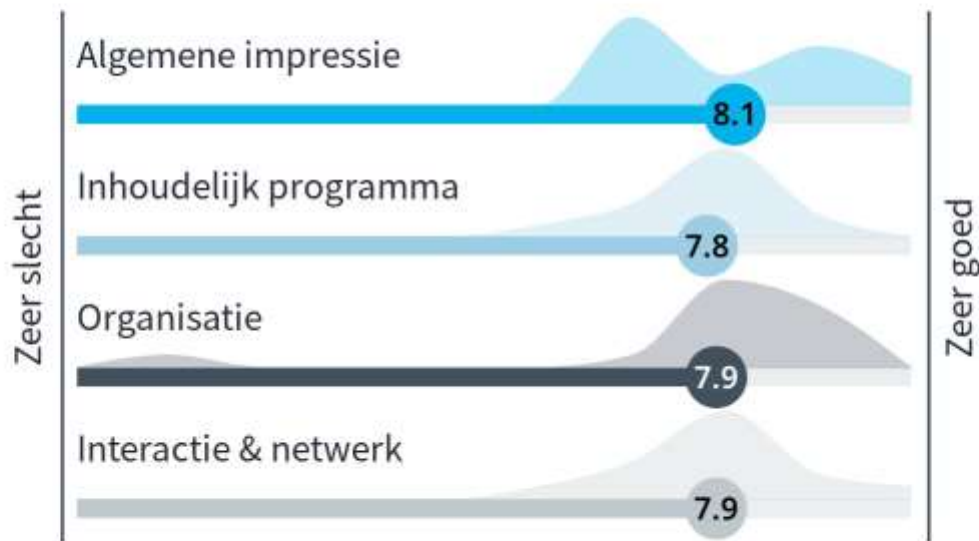 Zeer slecht
Algemene impressie
8.1
Inhoudelijk programma
7.8
Organisatie
7.9
Interactie & netwerk
7.9
Zeer goed